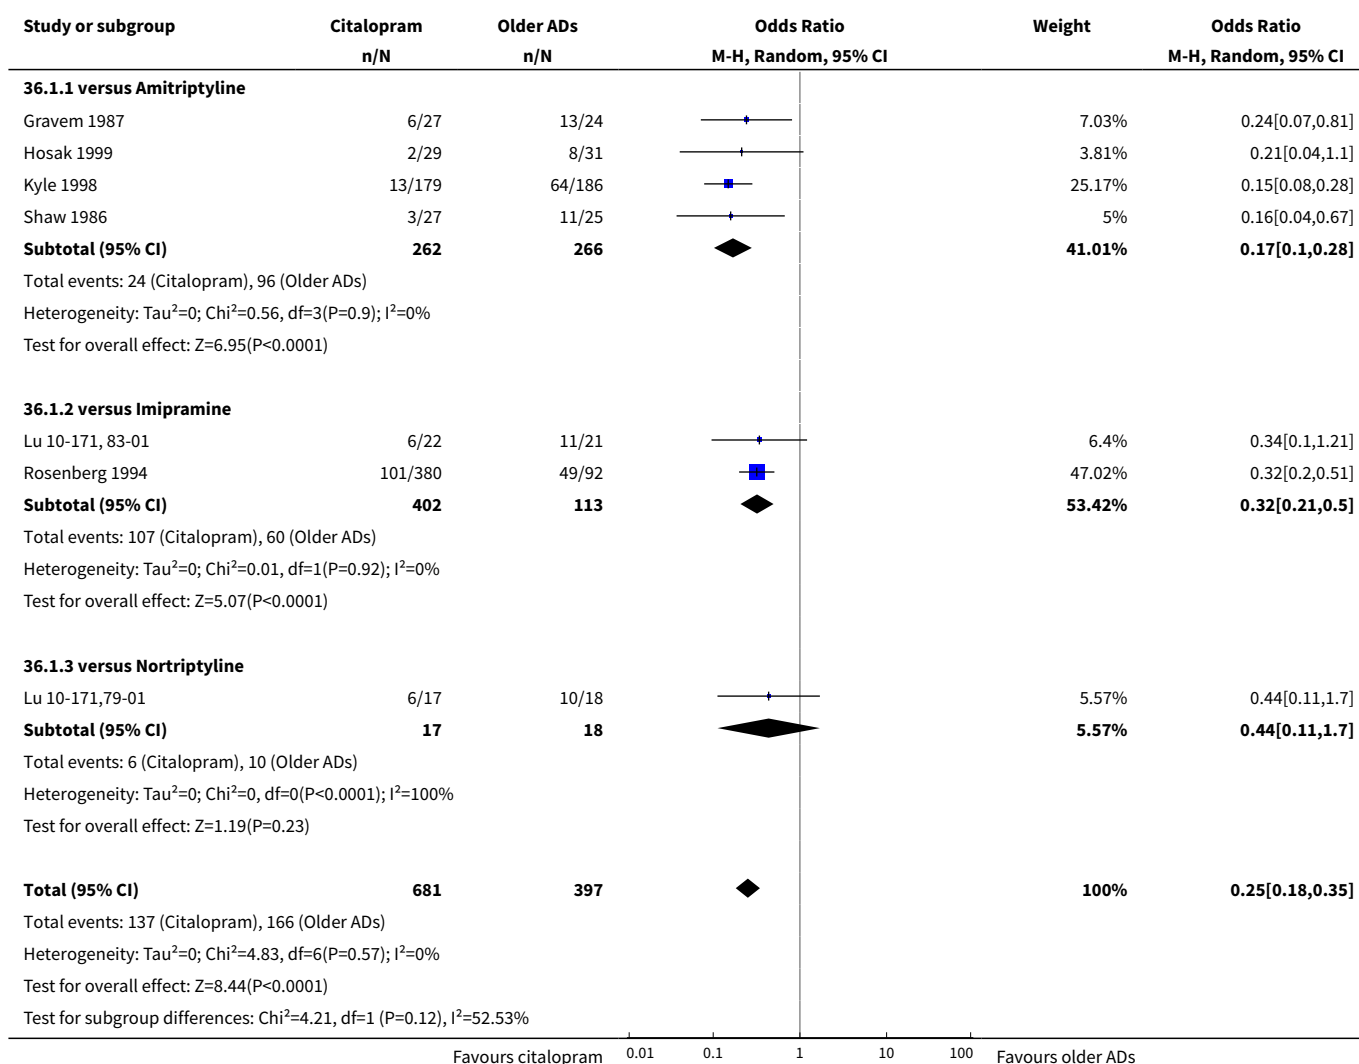 Study or subgroup Citalopram Older ADs Odds Ratio Weight Odds Ratio
n/N n/N M-H, Random, 95% CI M-H, Random, 95% CI
36.1.1 versus Amitriptyline
Gravem 1987 6/27 13/24 7.03% 0.24[0.07,0.81]
Hosak 1999 2/29 8/31 3.81% 0.21[0.04,1.1]
Kyle 1998 13/179 64/186 25.17% 0.15[0.08,0.28]
Shaw 1986 3/27 11/25 5% 0.16[0.04,0.67]
Subtotal (95% CI) 262 266 41.01% 0.17[0.1,0.28]
Total events: 24 (Citalopram), 96 (Older ADs)
Heterogeneity: Tau²=0; Chi²=0.56, df=3(P=0.9); I²=0%
Test for overall effect: Z=6.95(P<0.0001)
36.1.2 versus Imipramine
Lu 10-171, 83-01 6/22 11/21 6.4% 0.34[0.1,1.21]
Rosenberg 1994 101/380 49/92 47.02% 0.32[0.2,0.51]
Subtotal (95% CI) 402 113 53.42% 0.32[0.21,0.5]
Total events: 107 (Citalopram), 60 (Older ADs)
Heterogeneity: Tau²=0; Chi²=0.01, df=1(P=0.92); I²=0%
Test for overall effect: Z=5.07(P<0.0001)
36.1.3 versus Nortriptyline
Lu 10-171,79-01 6/17 10/18 5.57% 0.44[0.11,1.7]
Subtotal (95% CI) 17 18 5.57% 0.44[0.11,1.7]
Total events: 6 (Citalopram), 10 (Older ADs)
Heterogeneity: Tau²=0; Chi²=0, df=0(P<0.0001); I²=100%
Test for overall effect: Z=1.19(P=0.23)
Total (95% CI) 681 397 100% 0.25[0.18,0.35]
Total events: 137 (Citalopram), 166 (Older ADs)
Heterogeneity: Tau²=0; Chi²=4.83, df=6(P=0.57); I²=0%
Test for overall effect: Z=8.44(P<0.0001)
Test for subgroup differences: Chi²=4.21, df=1 (P=0.12), I²=52.53%
Favours citalopram 0.01 0.1 1 10 100 Favours older ADs